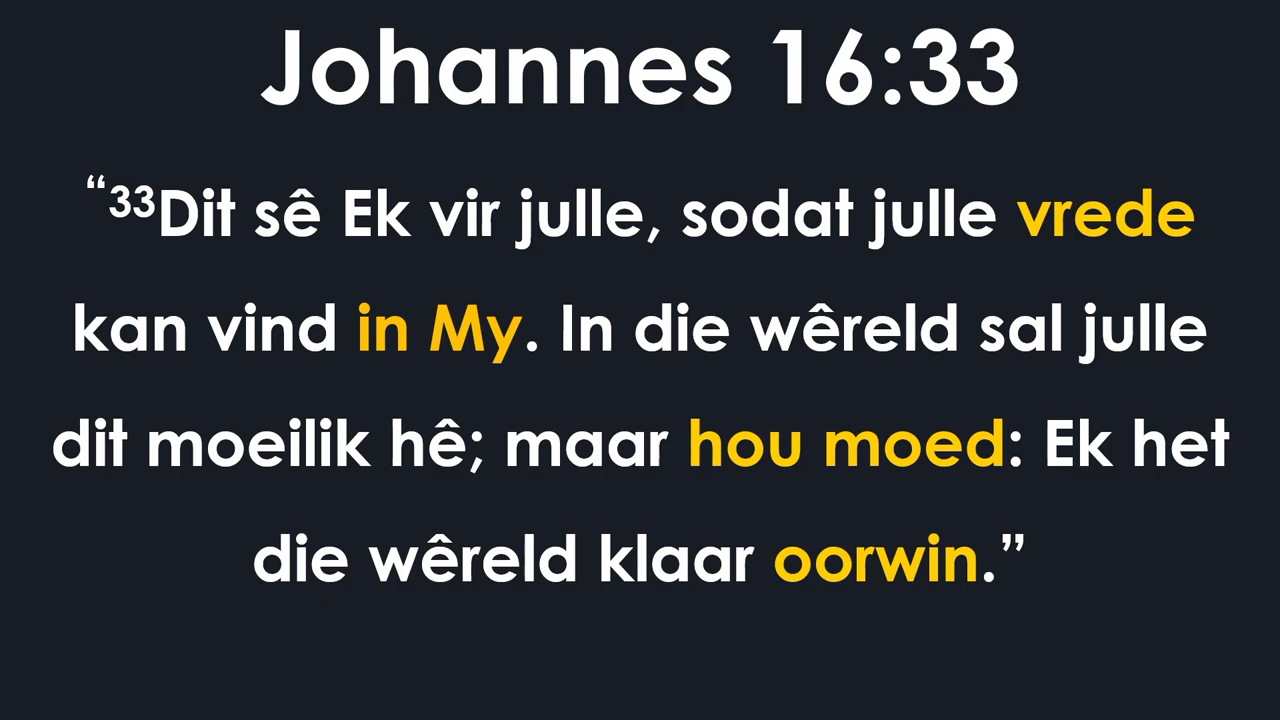 Johannes 16:33
“³³Dit sê Ek vir julle, sodat julle vrede
kan vind in My. In die wêreld sal julle
dit moeilik hê; maar hou moed: Ek het
die wêreld klaar oorwin.”